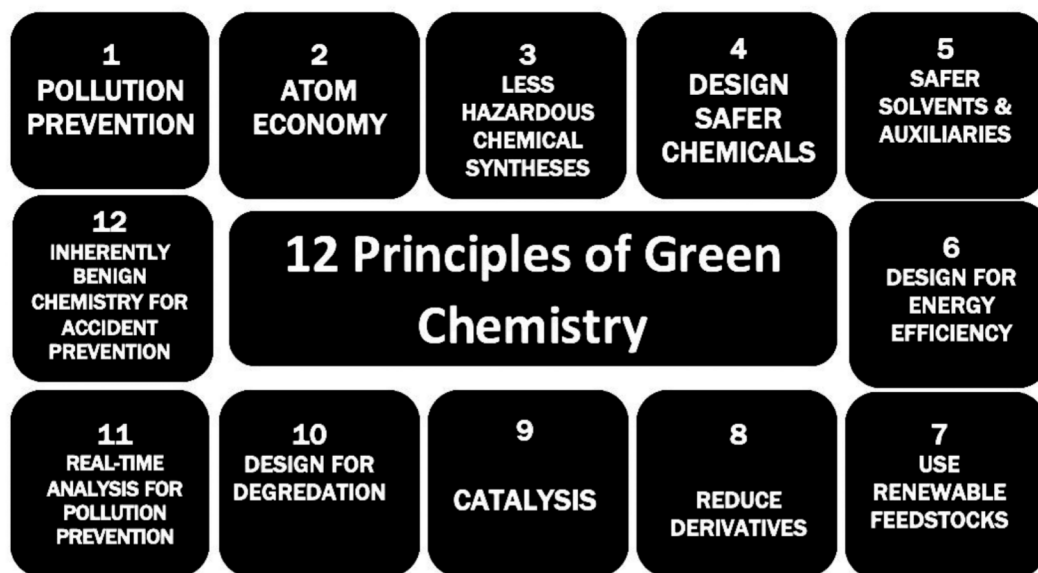 1
POLLUTION
PREVENTION
2
ATOM
ECONOMY
3
LESS
HAZARDOUS
CHEMICAL
SYNTHESES
4
DESIGN
SAFER
CHEMICALS
5
SAFER
SOLVENTS &
AUXILIARIES
12
INHERENTLY
BENIGN
CHEMISTRY FOR
ACCIDENT
PREVENTION
12 Principles of Green
Chemistry
6
DESIGN FOR
ENERGY
EFFICIENCY
11
REAL-TIME
ANALYSIS FOR
POLLUTION
PREVENTION
10
DESIGN FOR
DEGREDATION
9
CATALYSIS
8
REDUCE
DERIVATIVES
7
USE
RENEWABLE
FEEDSTOCKS